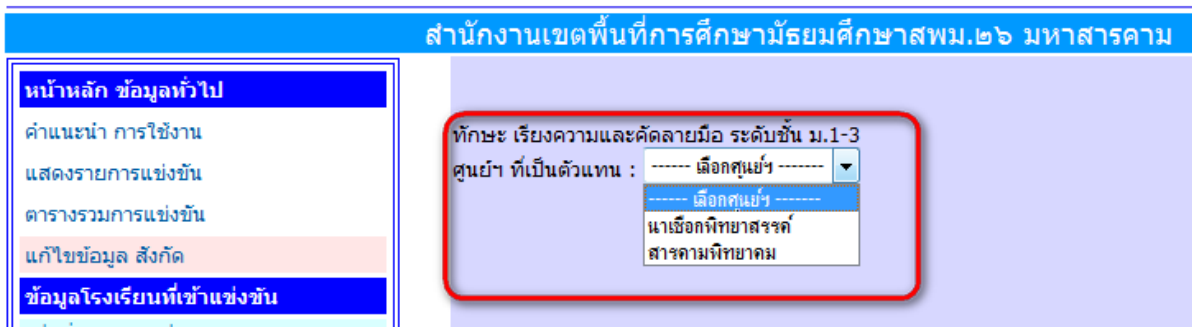 สำนักงานเขตพื้นที่การศึกษามัธยมศึกษาสพม.๒๖ มหาสารคาม
หน้าหลัก ข้อมูลทั่วไป
คำแนะนำ การใช้งาน
แสดงรายการแข่งขัน
ตารางรวมการแข่งขัน
แก้ไขข้อมูล สังกัด
ข้อมูลโรงเรียนที่เข้าแข่งขัน
ทักษะ เรียงความและคัดลายมือ ระดับชั้น ม.1-3
ศูนย์ฯ ที่เป็นตัวแทน : ------ เลือกศูนย์ฯ -------
------ เลือกศูนย์ฯ -------
นาเชือกพิทยาสรรค์
สารคามพิทยาคม